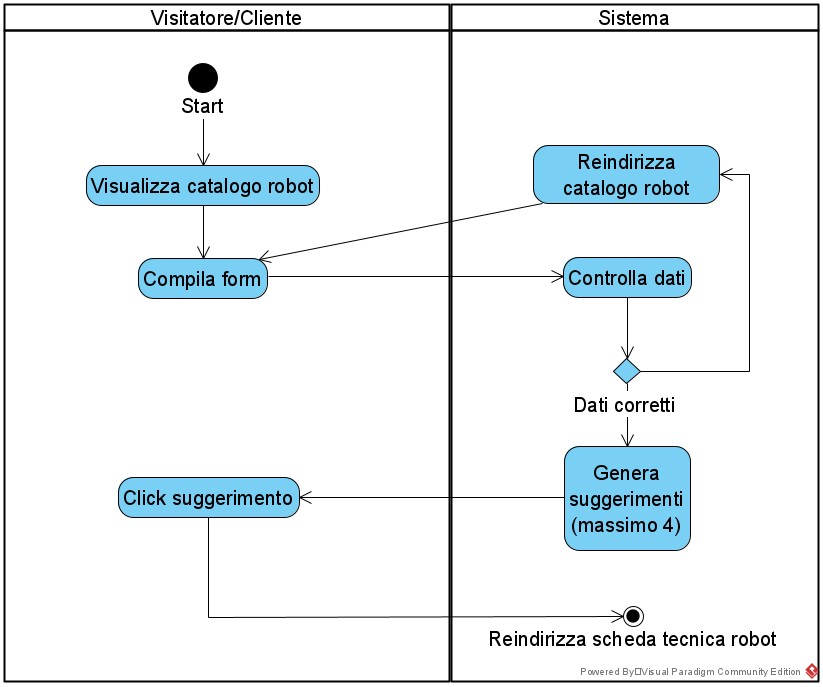 Visitatore/Cliente
Sistema
Start
Visualizza catalogo robot
Reindirizza
catalogo robot
Compila form
Controlla dati
Dati corretti
Genera
suggerimenti
(massimo 4)
Click suggerimento
Reindirizza scheda tecnica robot
Powered By Visual Paradigm Community Edition